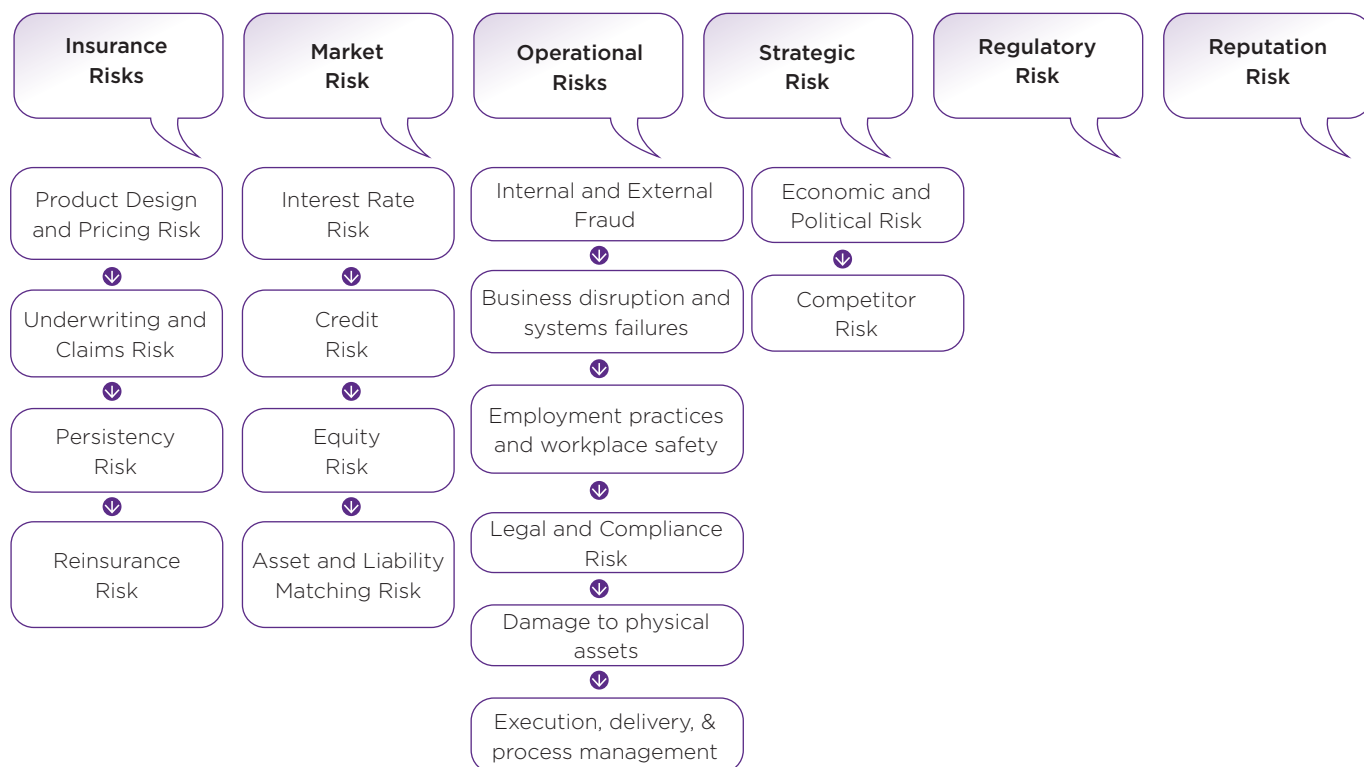 Insurance
Risks
Market
Risk
Operational
Risks
Strategic
Risk
Regulatory
Risk
Reputation
Risk
Product Design
and Pricing Risk
Underwriting and
Claims Risk
Persistency
Risk
Reinsurance
Risk
Interest Rate
Risk
Credit
Risk
Equity
Risk
Asset and Liability
Matching Risk
Internal and External
Fraud
Business disruption and
systems failures
Employment practices
and workplace safety
Legal and Compliance
Risk
Damage to physical
assets
Execution, delivery, &
process management
Economic and
Political Risk
Competitor
Risk